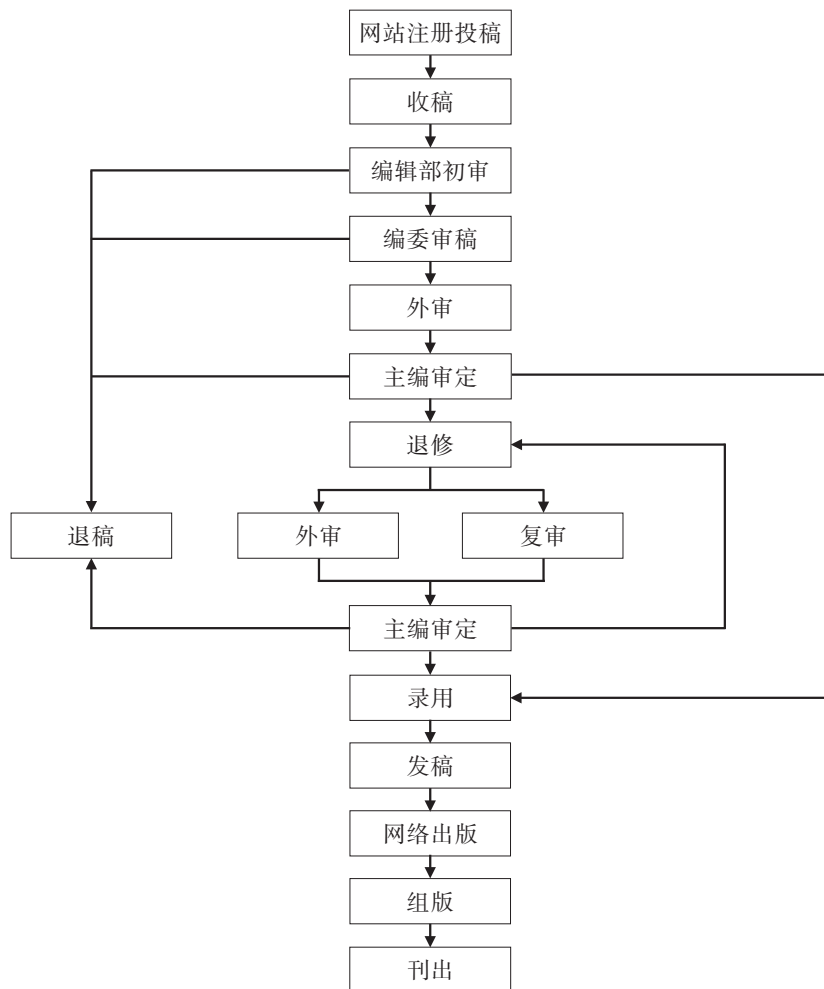 网站注册投稿
收稿
编辑部初审
编委审稿
外审
主编审定
退修
退稿
外审
复审
主编审定
录用
发稿
网络出版
组版
刊出